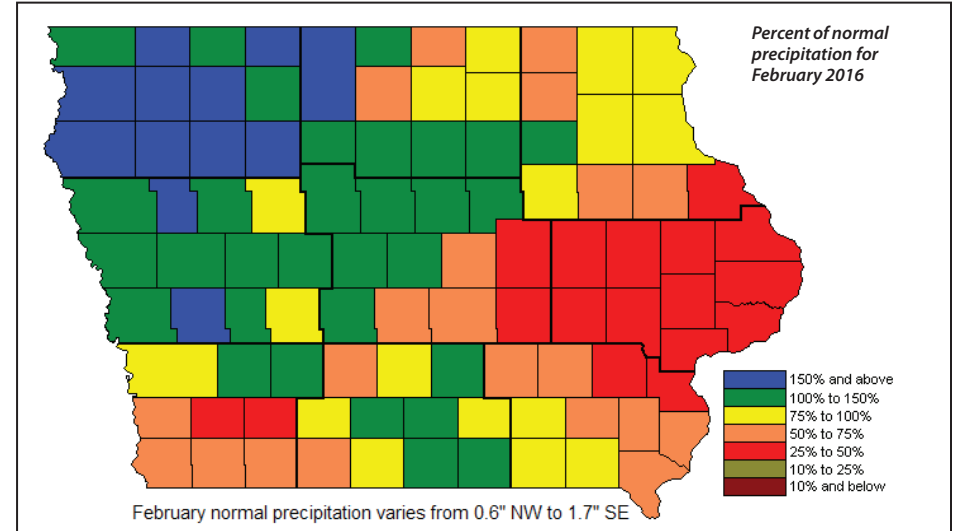 Percent of normal
precipitation for
February 2016
150% and above
100% to 150%
75% to 100%
50% to 75%
25% to 50%
10% to 25%
10% and below
February normal precipitation varies from 0.6" NW to 1.7" SE